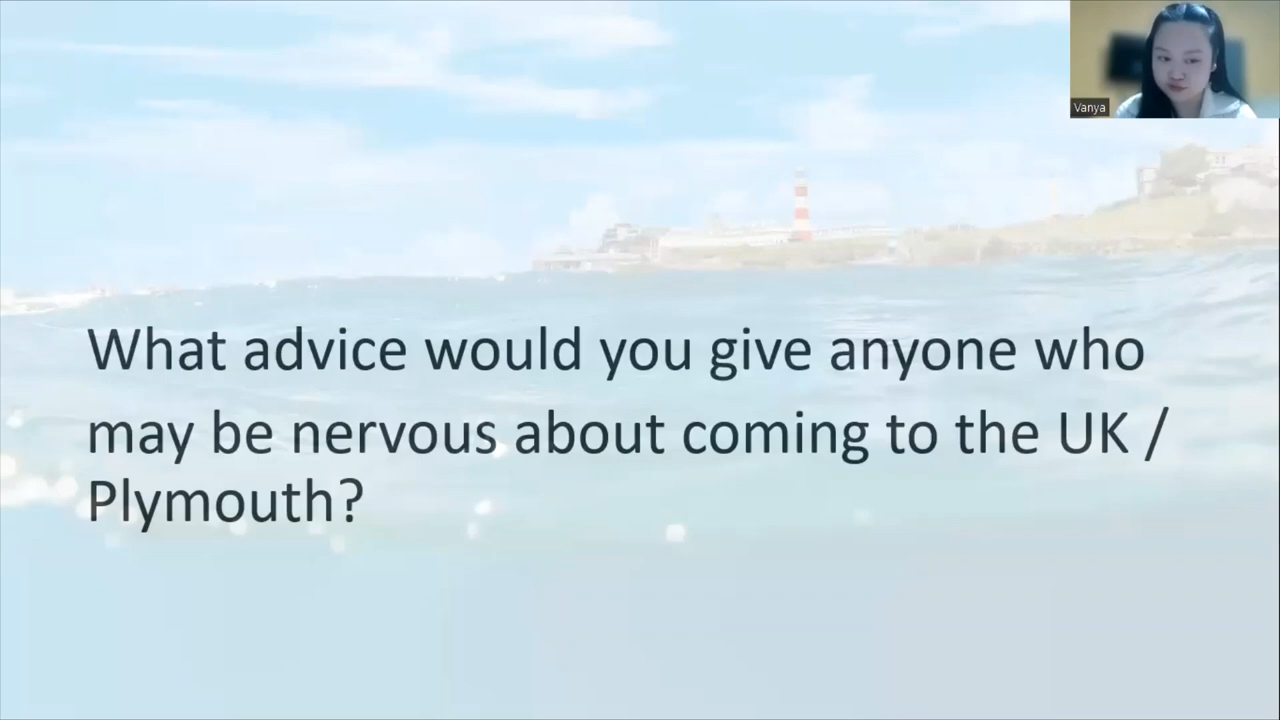 Vanya
What advice would you give anyone who
may be nervous about coming to the UK /
Plymouth?